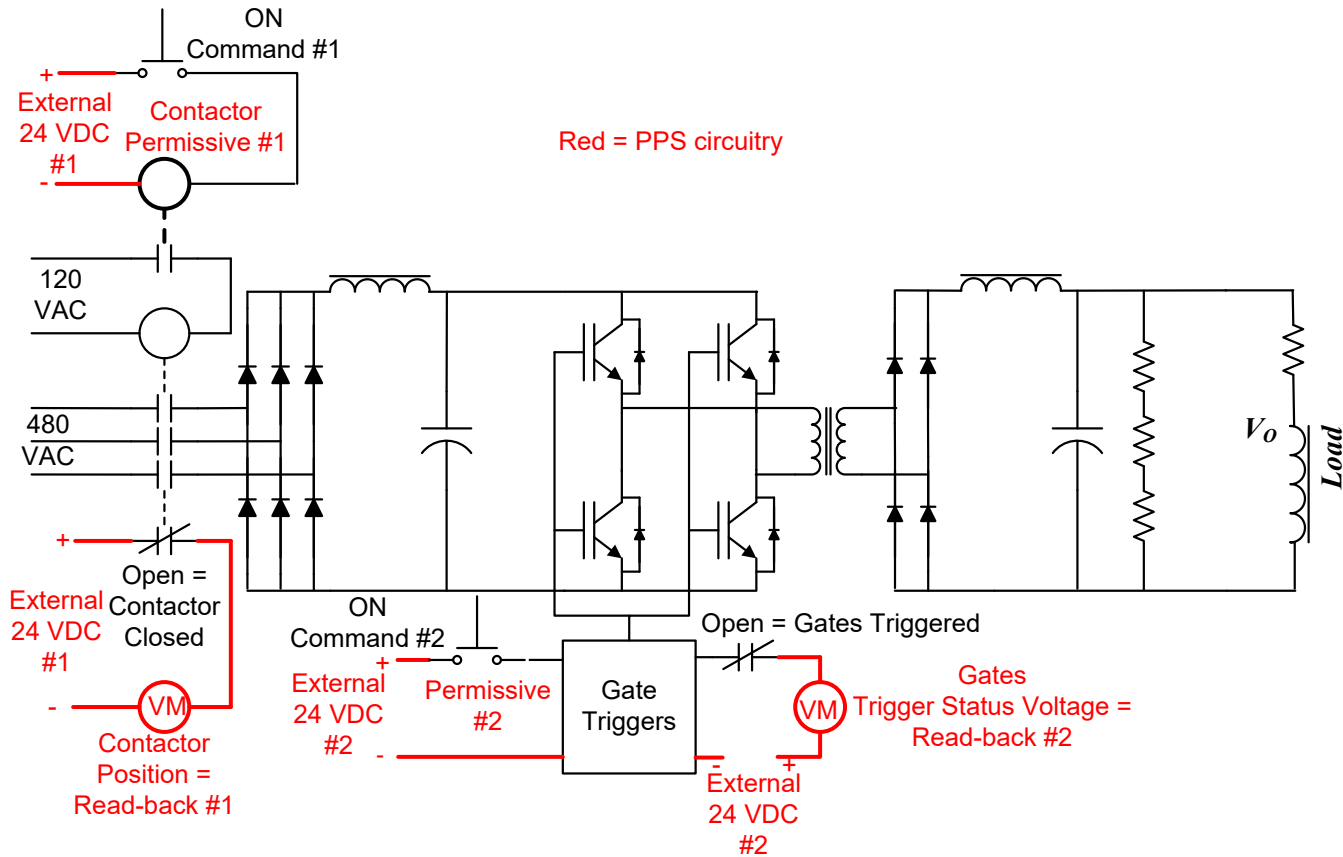 ON
Command #1
+
External
24 VDC
#1
-
Contactor
Permissive #1
Red = PPS circuitry
120
VAC
480
VAC
V_O
Load
+
Open =
Contactor
Closed
External
24 VDC
#1
-
VM
Contactor
Position =
Read-back #1
ON
Command #2
+
External
24 VDC
#2
-
Permissive
#2
Gate
Triggers
Open = Gates Triggered
VM
Gates
Trigger Status Voltage =
Read-back #2
- +
External
24 VDC
#2